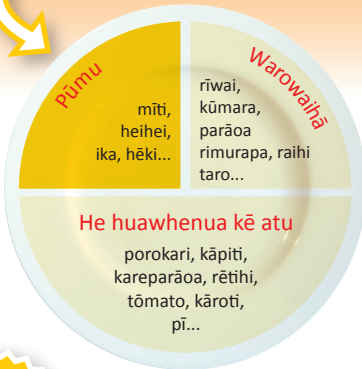 Pūmu
mīti,
heihei,
ika, hēki...
Warowaihā
rīwai,
kūmara,
parāoa
rimurapa, raihi
taro...
He huawhenua kē atu
porokari, kāpiti,
kareparāoa, rētihi,
tōmato, kāroti,
pī...